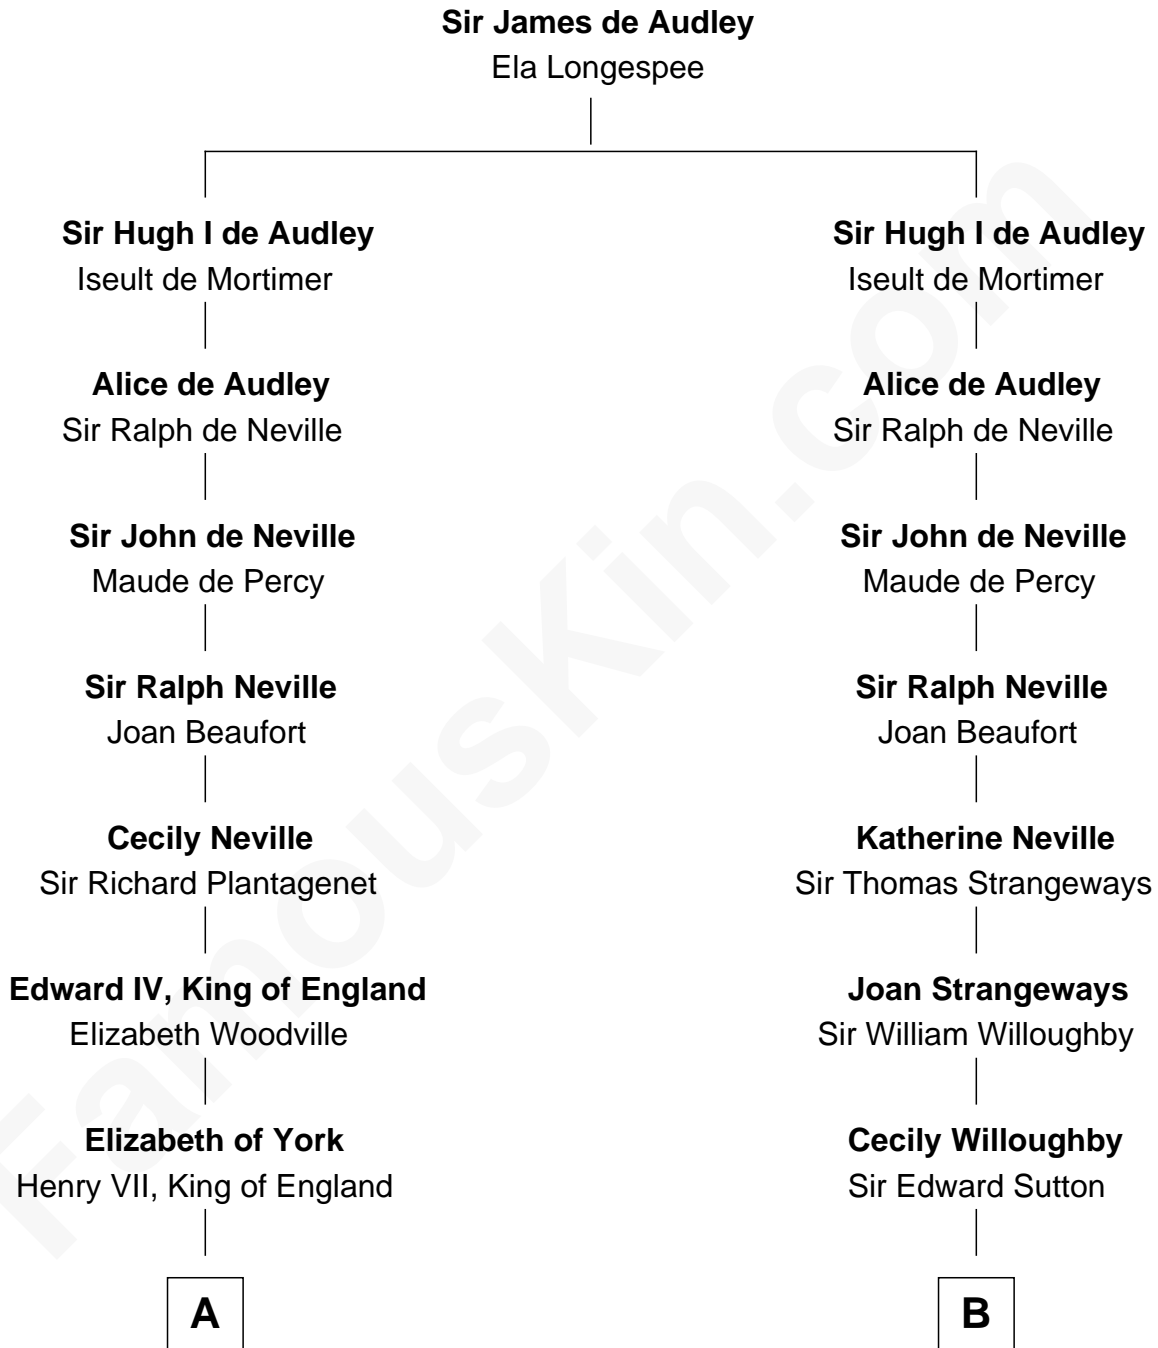 Sir James de Audley
Ela Longespee
Sir Hugh I de Audley
Iseult de Mortimer
Alice de Audley
Sir Ralph de Neville
Sir John de Neville
Maude de Percy
Sir Ralph Neville
Joan Beaufort
Cecily Neville
Sir Richard Plantagenet
Edward IV, King of England
Elizabeth Woodville
Elizabeth of York
Henry VII, King of England
A
Sir Hugh I de Audley
Iseult de Mortimer
Alice de Audley
Sir Ralph de Neville
Sir John de Neville
Maude de Percy
Sir Ralph Neville
Joan Beaufort
Katherine Neville
Sir Thomas Strangeways
Joan Strangeways
Sir William Willoughby
Cecily Willoughby
Sir Edward Sutton
B
FamousKin.com